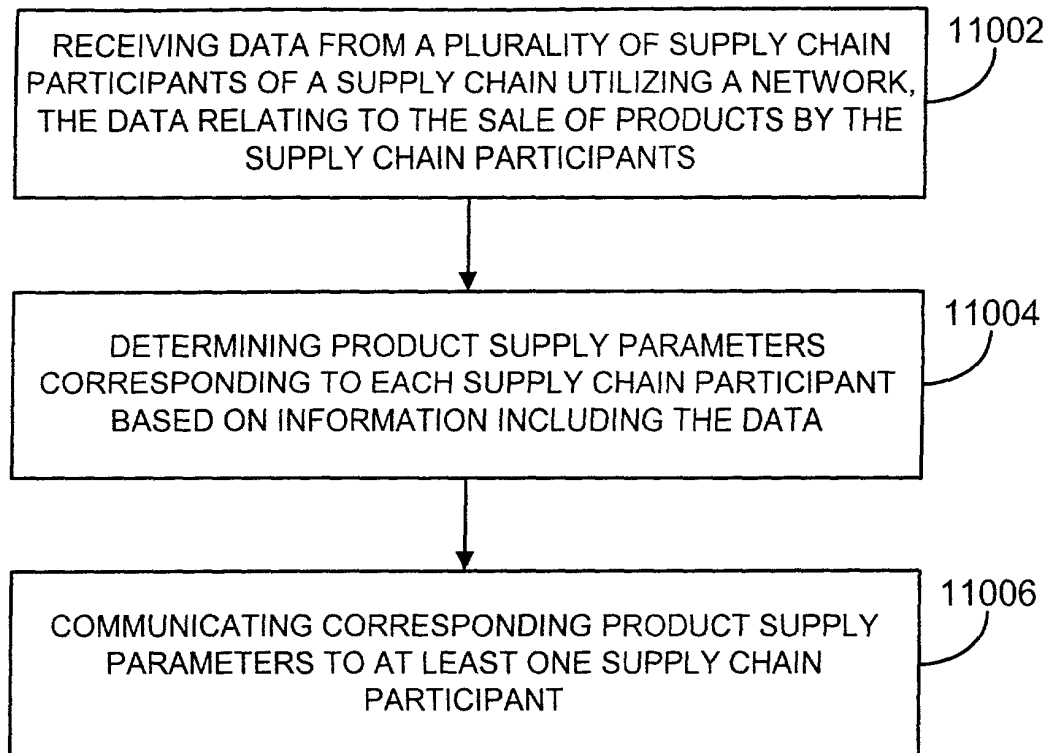 RECEIVING DATA FROM A PLURALITY OF SUPPLY CHAIN
PARTICIPANTS OF A SUPPLY CHAIN UTILIZING A NETWORK,
THE DATA RELATING TO THE SALE OF PRODUCTS BY THE
SUPPLY CHAIN PARTICIPANTS
11002
DETERMINING PRODUCT SUPPLY PARAMETERS
CORRESPONDING TO EACH SUPPLY CHAIN PARTICIPANT
BASED ON INFORMATION INCLUDING THE DATA
11004
COMMUNICATING CORRESPONDING PRODUCT SUPPLY
PARAMETERS TO AT LEAST ONE SUPPLY CHAIN
PARTICIPANT
11006